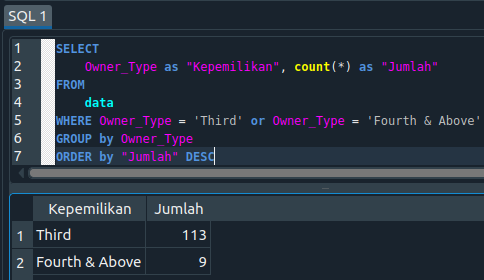 SQL 1
1 SELECT
2 Owner_Type as "Kepemilikan", count(*) as "Jumlah"
3 FROM
4 data
5 WHERE Owner_Type = 'Third' or Owner_Type = 'Fourth & Above'
6 GROUP by Owner_Type
7 ORDER by "Jumlah" DESC
Kepemilikan Jumlah
1 Third 113
2 Fourth & Above 9